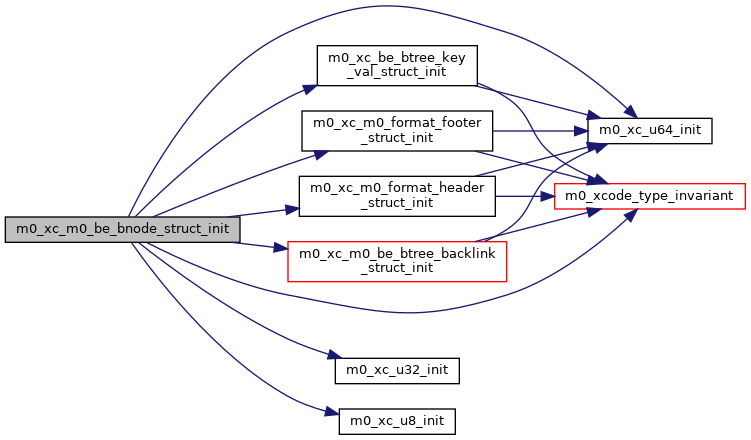 m0_xc_m0_be_bnode_struct_init
m0_xc_be_btree_key
_val_struct_init
m0_xc_m0_format_footer
_struct_init
m0_xc_m0_format_header
_struct_init
m0_xc_m0_be_btree_backlink
_struct_init
m0_xc_u32_init
m0_xc_u8_init
m0_xc_u64_init
m0_xcode_type_invariant